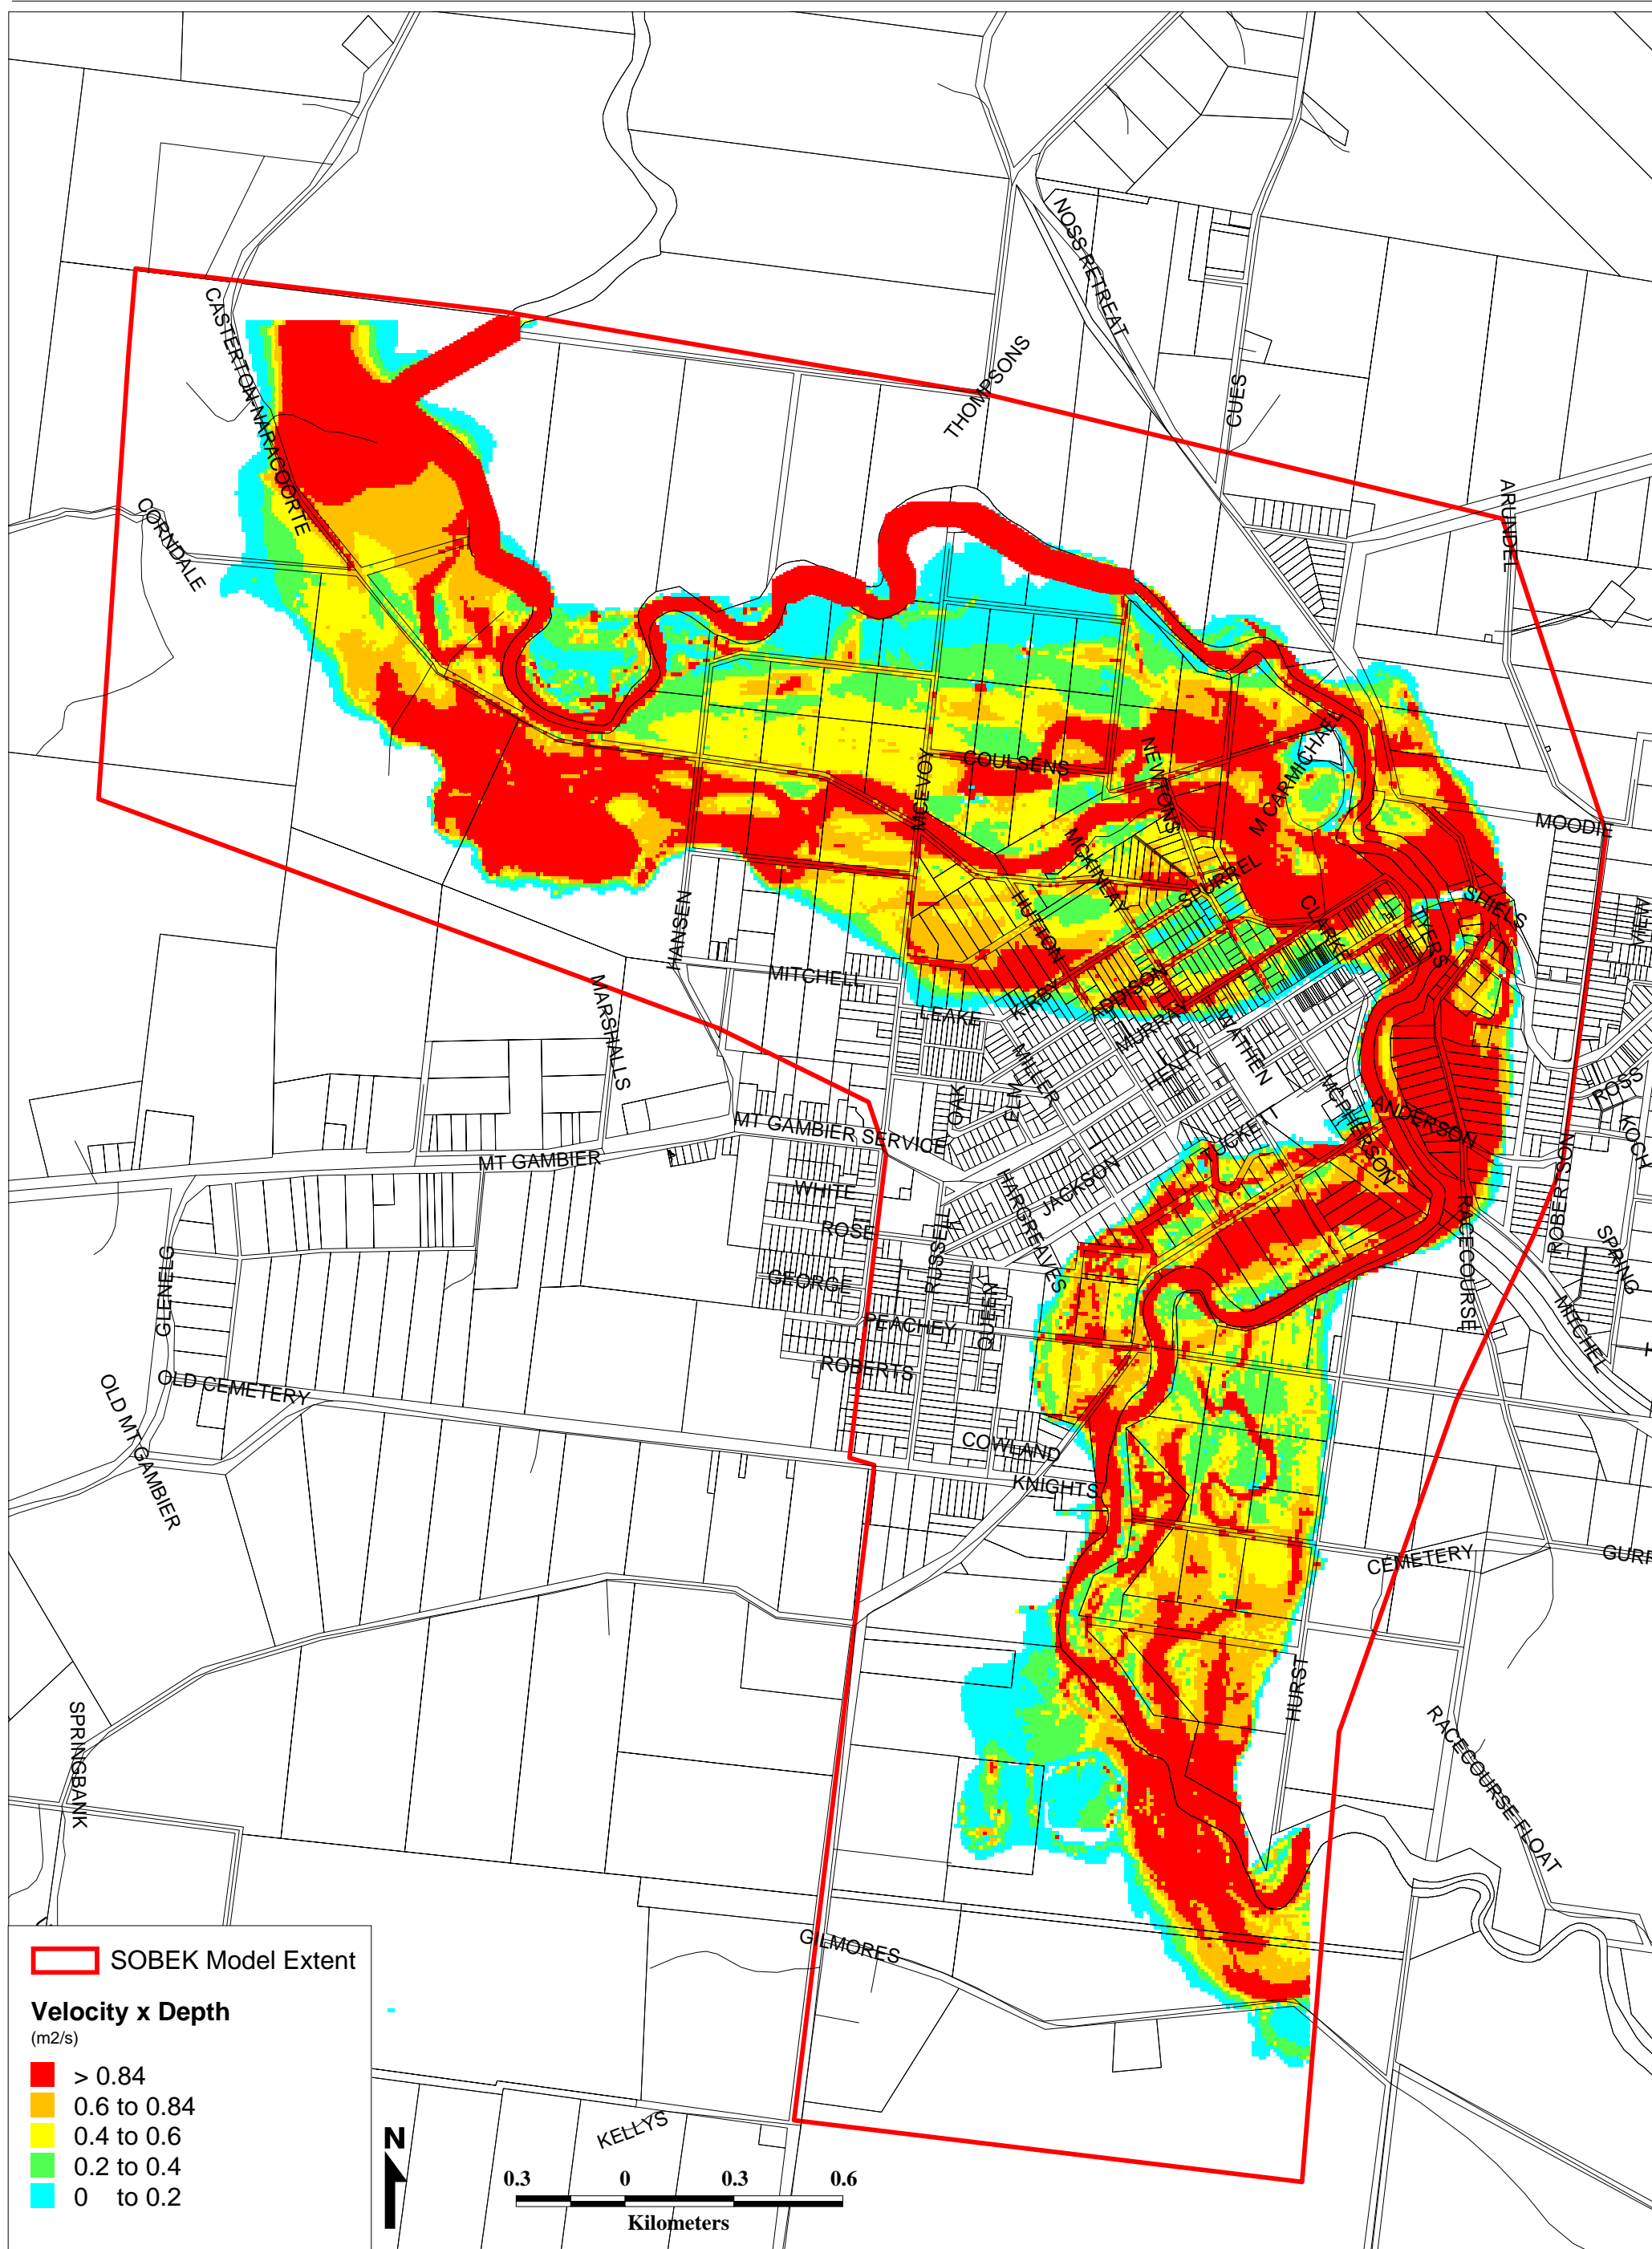 NOSS RETREAT
CASTERTON-NARACOORTE
THOMPSONS
CUES
ARUNDEL
CORNDALE
COULSENS
MCEVOY
NEWTONS
M CARMICHAEL
MOODIE
MCKINLAY
SPURREL
HUTTON
CLARKE
TYERS
SHIELS
VIEW
HANSEN
MITCHELL
KIRBY
ADDISON
MURRAY
LEAKE
MARSHALLS
MILLER
HENTY
NATHEN
OAK
ELM
MCPHERSON
ANDERSON
ROSS
KOCH
MT GAMBIER SERVICE
MT GAMBIER
TUCKETT
WHITE
HARGREAVES
JACKSON
ROBERTSON
ROSE
RUSSELL
RACECOURSE
SPRING
GLENELG
GEORGE
QUEEN
PEACHEY
MITCHEL
ROBERTS
H
OLD CEMETERY
OLD MT GAMBIER
COWLAND
KNIGHTS
CEMETERY
GURR
HURST
SPRINGBANK
RACECOURSE FLOAT
GILMORES
SOBEK Model Extent
Velocity x Depth
(m2/s)
> 0.84
0.6 to 0.84
0.4 to 0.6
0.2 to 0.4
0 to 0.2
N
KELLYS
0.3 0 0.3 0.6
Kilometers